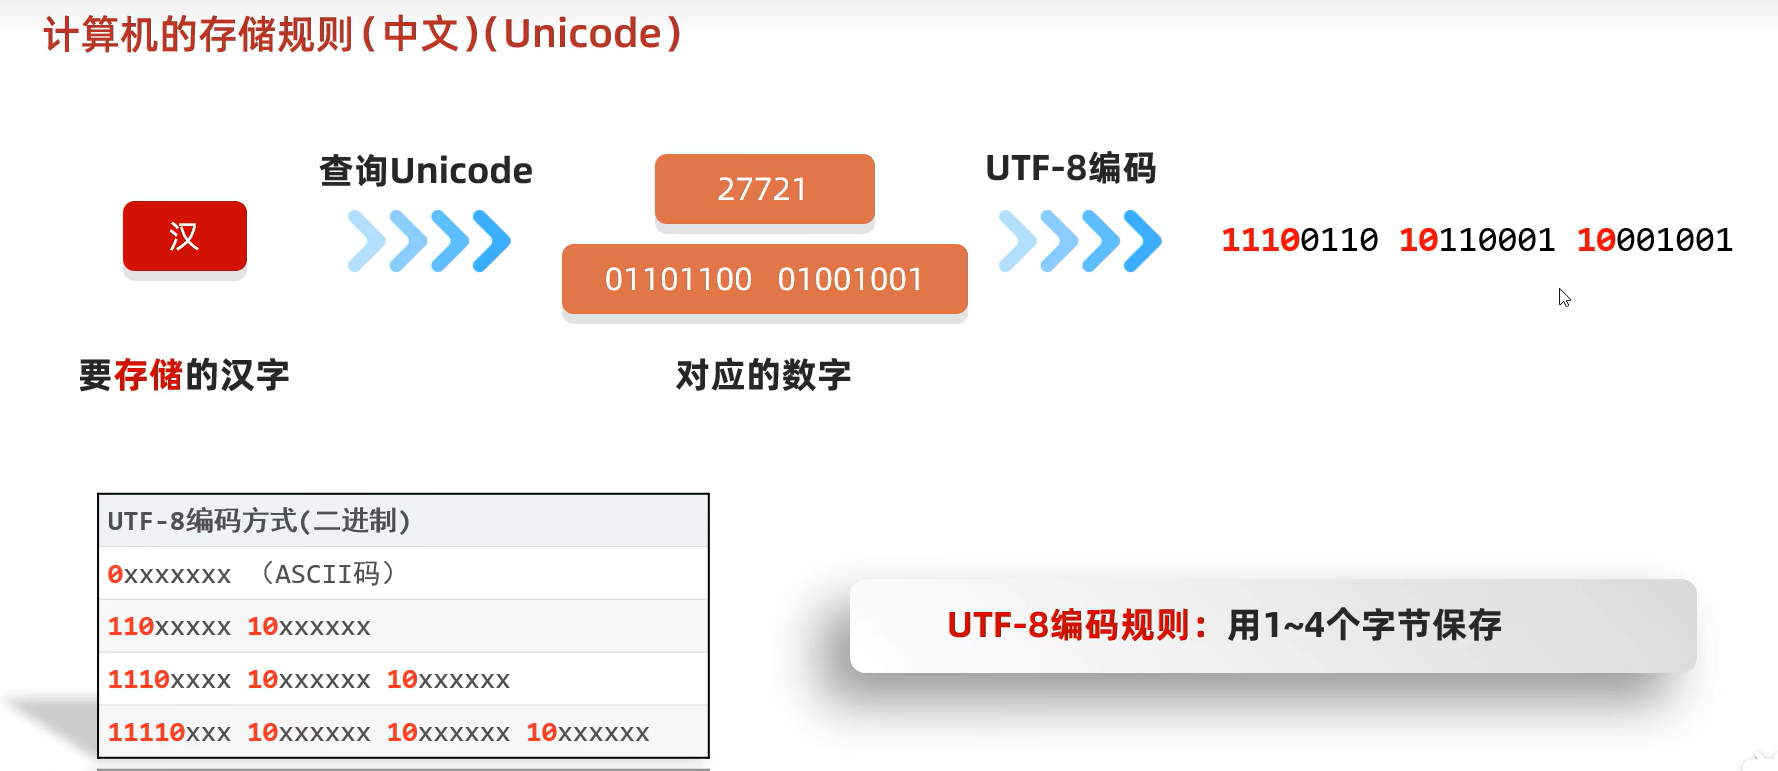 计算机的存储规则(中文)(Unicode)
查询Unicode
27721
UTF-8编码
汉
01101100 01001001
11100110 10110001 10001001
要存储的汉字
对应的数字
UTF-8编码方式(二进制)
0xxxxxxx （ASCII码）
110xxxxx 10xxxxxx
1110xxxx 10xxxxxx 10xxxxxx
11110xxx 10xxxxxx 10xxxxxx 10xxxxxx
UTF-8编码规则：用1~4个字节保存